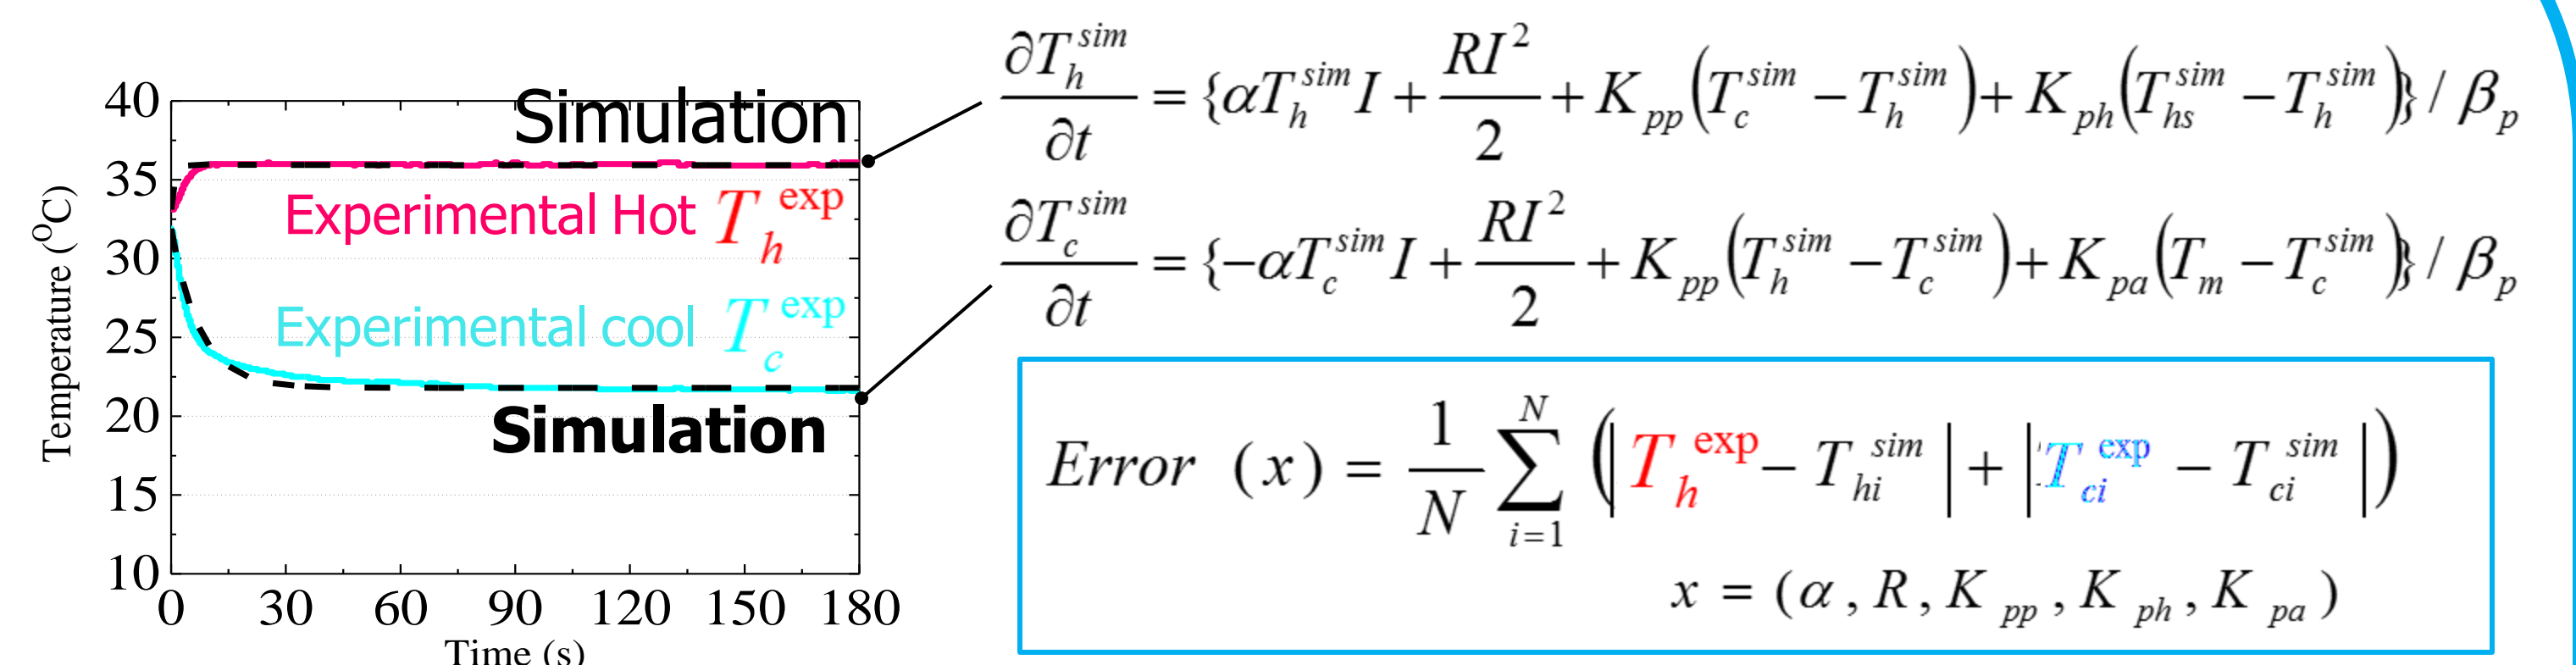 40
35
30
25
20
15
10
0 30 60 90 120 150 180
Temperature (⁰C)
Time (s)
Simulation
Experimental Hot T_h^exp
Experimental cool T_c^exp
Simulation
∂T_h^sim / ∂t = {αT_h^sim I + RI²/2 + K_pp(T_c^sim − T_h^sim) + K_ph(T_hs^sim − T_h^sim)} / β_p
∂T_c^sim / ∂t = {−αT_c^sim I + RI²/2 + K_pp(T_h^sim − T_c^sim) + K_pa(T_m − T_c^sim)} / β_p
Error (x) = 1/N ∑_{i=1}^{N} (| T_h^exp − T_hi^sim | + | T_ci^exp − T_ci^sim |)
x = (α , R , K_pp , K_ph , K_pa )